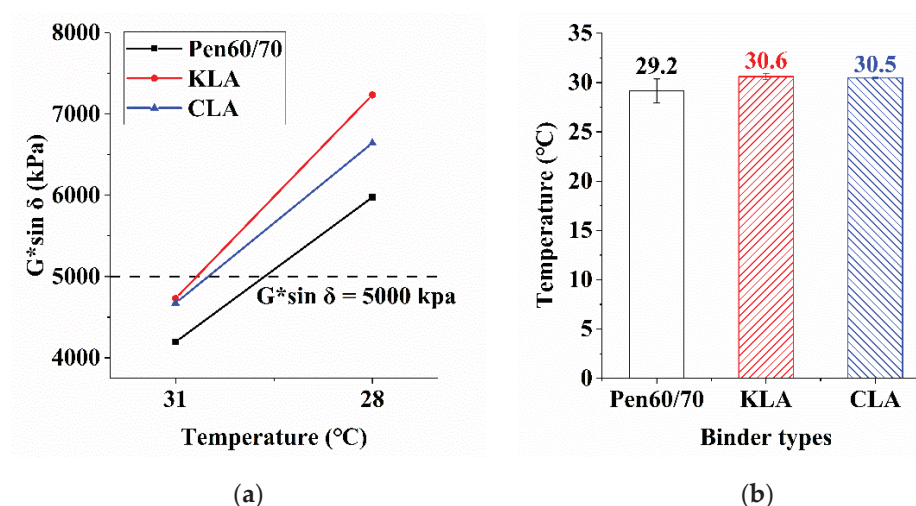 8000
7000
6000
5000
4000
G*sin δ (kPa)
Pen60/70
KLA
CLA
G*sin δ = 5000 kpa
31
28
Temperature (°C)
(a)
35
30
25
20
15
10
5
0
Temperature (°C)
29.2
30.6
30.5
Pen60/70
KLA
CLA
Binder types
(b)